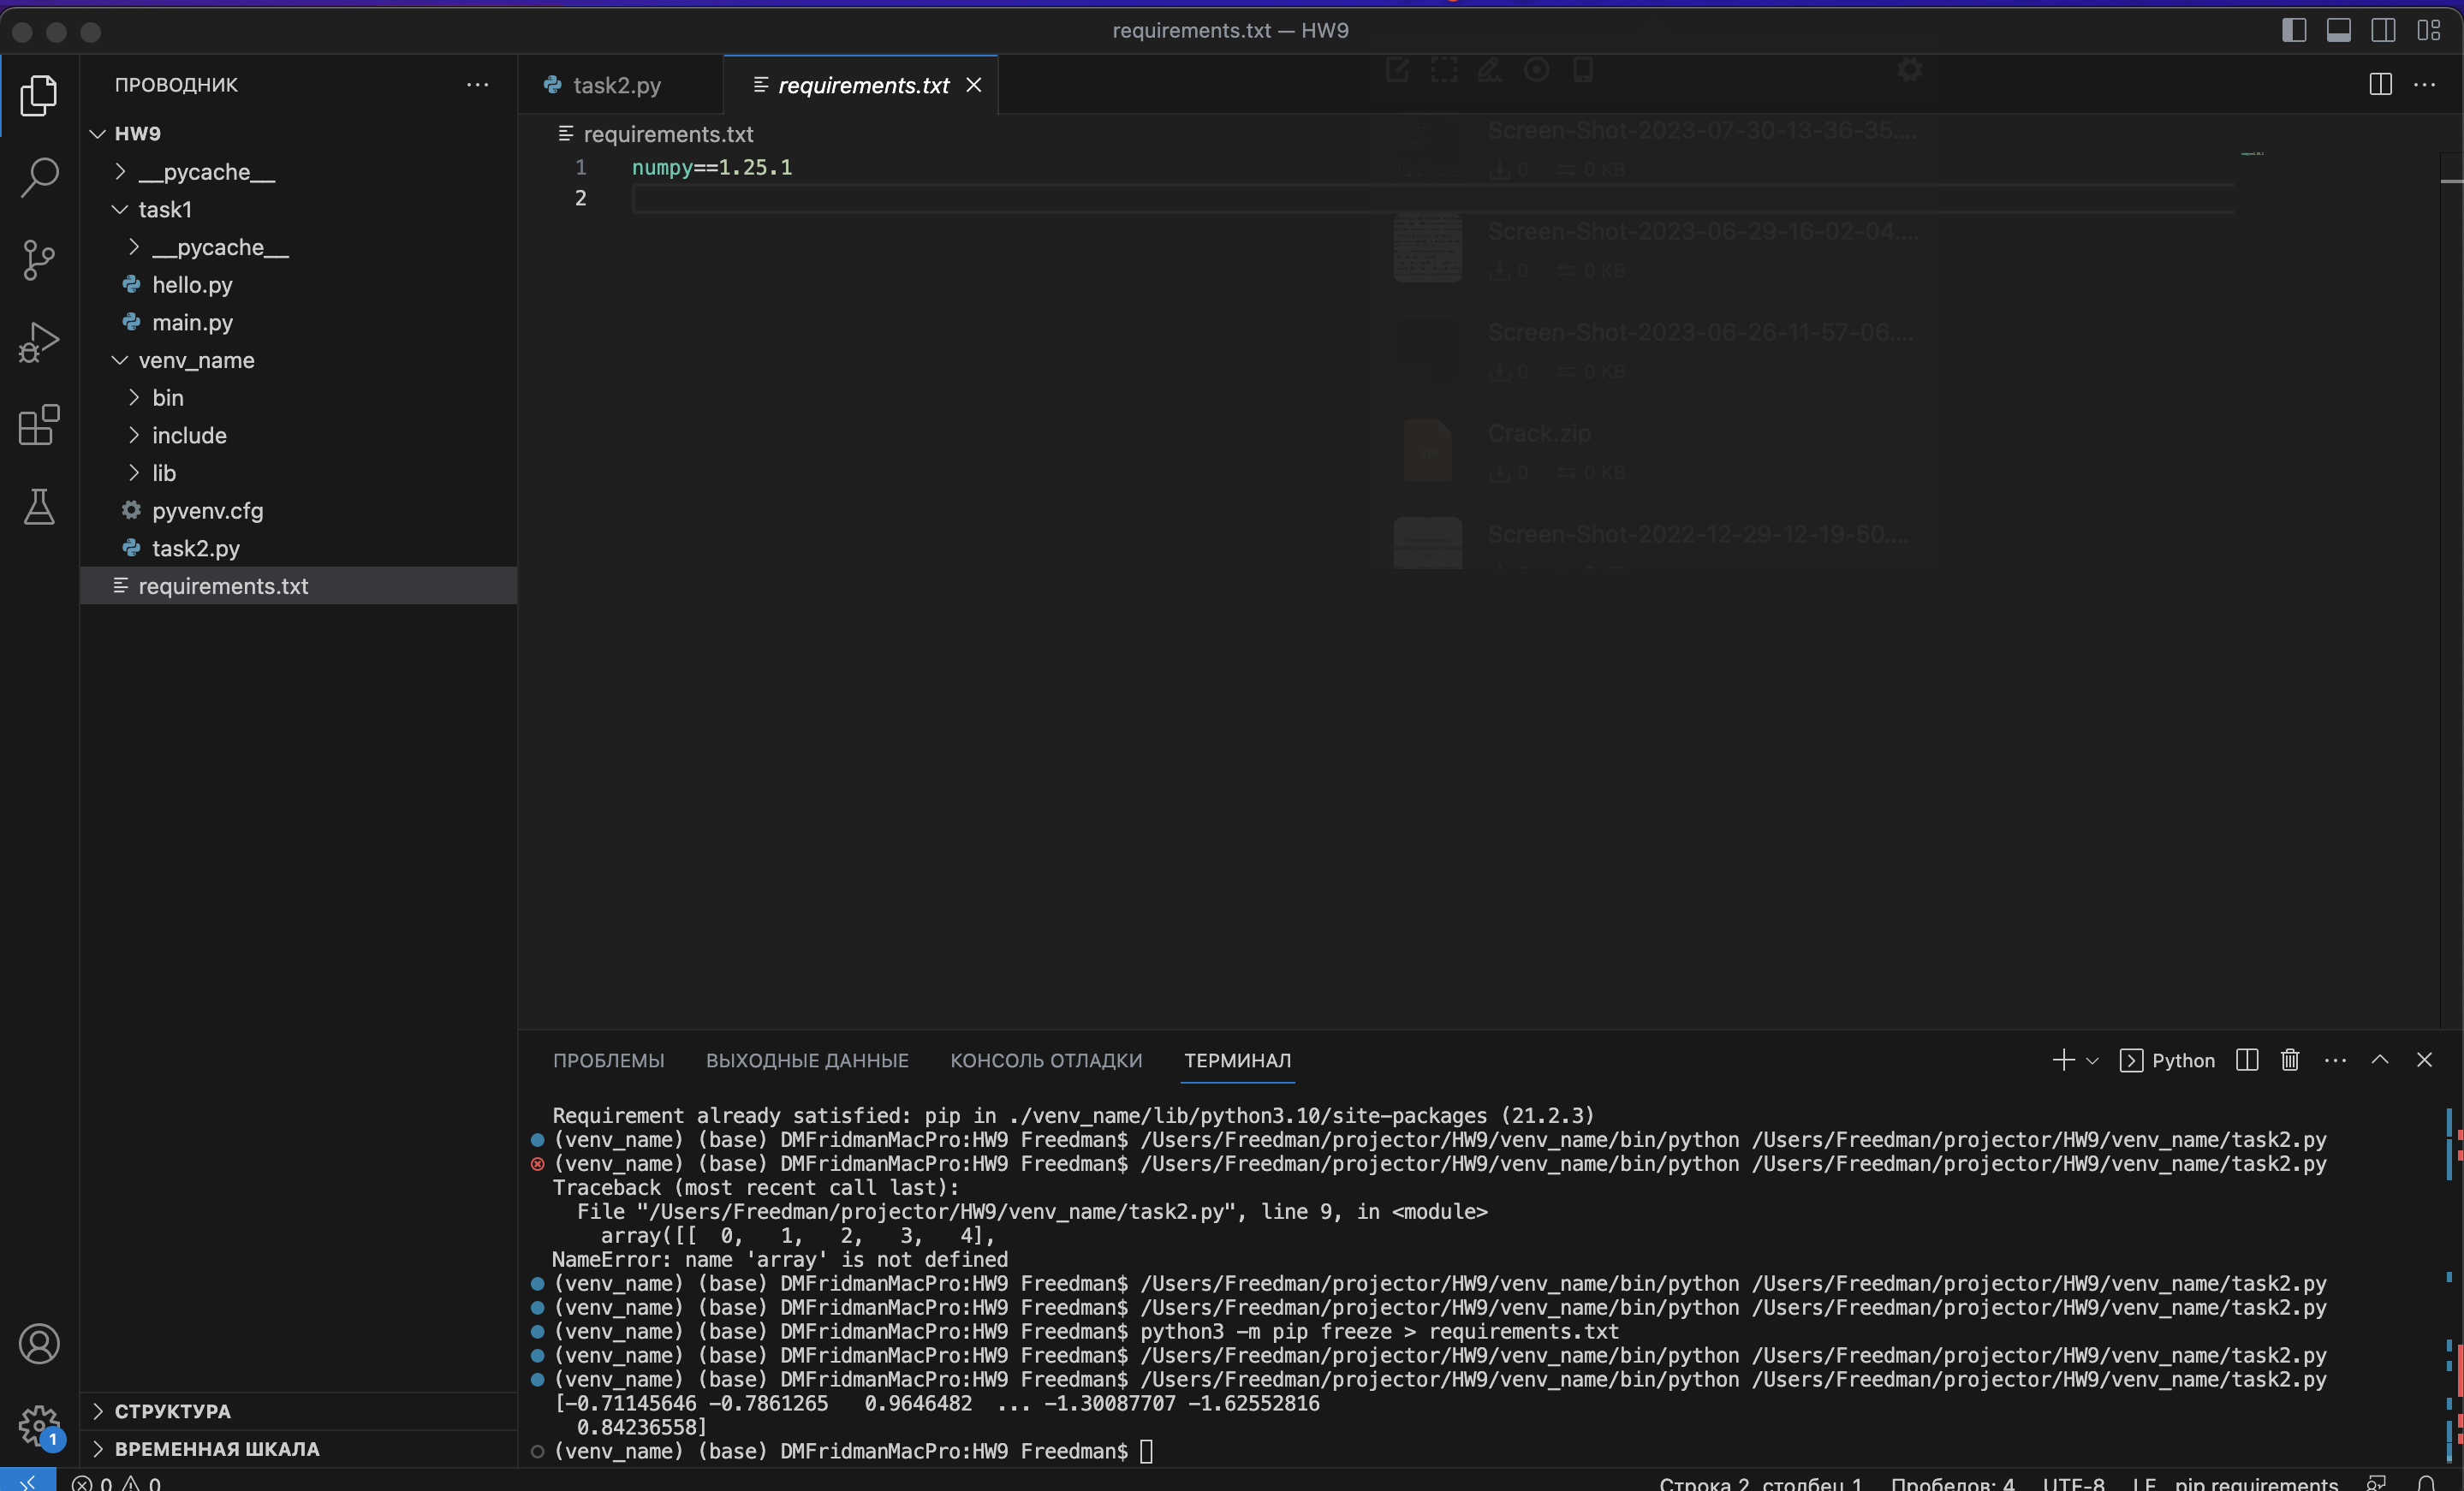 requirements.txt — HW9
ПРОВОДНИК
HW9
__pycache__
task1
__pycache__
hello.py
main.py
venv_name
bin
include
lib
pyvenv.cfg
task2.py
requirements.txt
СТРУКТУРА
ВРЕМЕННАЯ ШКАЛА
task2.py
requirements.txt
requirements.txt
1 numpy==1.25.1
2
Screen-Shot-2023-07-30-13-36-35....
0 0 KB
Screen-Shot-2023-06-29-16-02-04....
0 0 KB
Screen-Shot-2023-06-26-11-57-06....
0 0 KB
Crack.zip
0 0 KB
Screen-Shot-2022-12-29-12-19-50....
ПРОБЛЕМЫ ВЫХОДНЫЕ ДАННЫЕ КОНСОЛЬ ОТЛАДКИ ТЕРМИНАЛ
Python
Requirement already satisfied: pip in ./venv_name/lib/python3.10/site-packages (21.2.3)
(venv_name) (base) DMFridmanMacPro:HW9 Freedman$ /Users/Freedman/projector/HW9/venv_name/bin/python /Users/Freedman/projector/HW9/venv_name/task2.py
(venv_name) (base) DMFridmanMacPro:HW9 Freedman$ /Users/Freedman/projector/HW9/venv_name/bin/python /Users/Freedman/projector/HW9/venv_name/task2.py
Traceback (most recent call last):
  File "/Users/Freedman/projector/HW9/venv_name/task2.py", line 9, in <module>
    array([[  0,   1,   2,   3,   4],
NameError: name 'array' is not defined
(venv_name) (base) DMFridmanMacPro:HW9 Freedman$ /Users/Freedman/projector/HW9/venv_name/bin/python /Users/Freedman/projector/HW9/venv_name/task2.py
(venv_name) (base) DMFridmanMacPro:HW9 Freedman$ /Users/Freedman/projector/HW9/venv_name/bin/python /Users/Freedman/projector/HW9/venv_name/task2.py
(venv_name) (base) DMFridmanMacPro:HW9 Freedman$ python3 -m pip freeze > requirements.txt
(venv_name) (base) DMFridmanMacPro:HW9 Freedman$ /Users/Freedman/projector/HW9/venv_name/bin/python /Users/Freedman/projector/HW9/venv_name/task2.py
(venv_name) (base) DMFridmanMacPro:HW9 Freedman$ /Users/Freedman/projector/HW9/venv_name/bin/python /Users/Freedman/projector/HW9/venv_name/task2.py
[-0.71145646 -0.7861265   0.9646482  ... -1.30087707 -1.62552816
  0.84236558]
(venv_name) (base) DMFridmanMacPro:HW9 Freedman$
1
0 0
Строка 2, столбец 1 Пробелов: 4 UTF-8 LF pip requirements